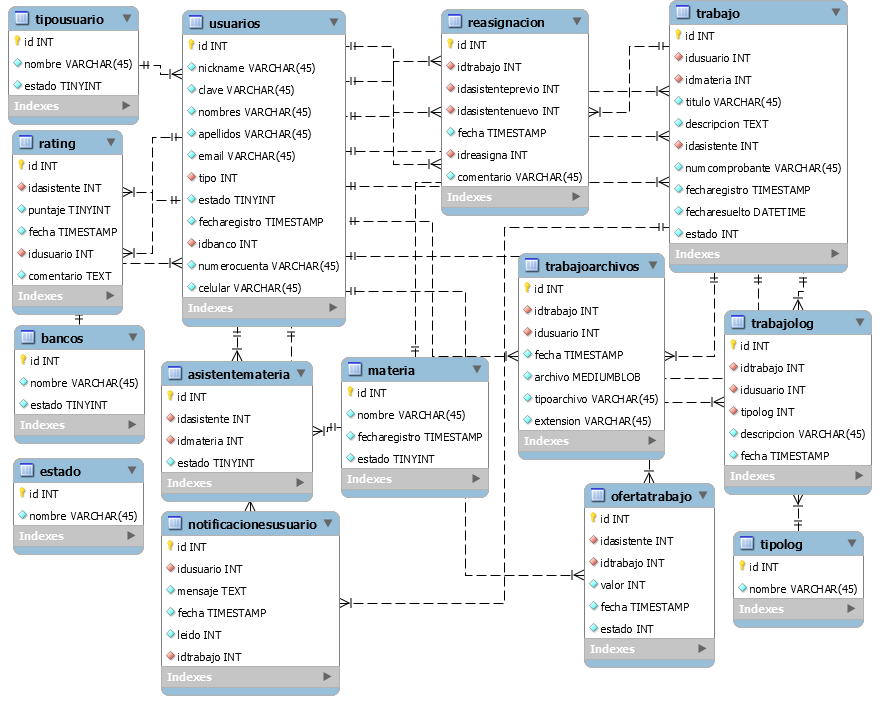 tipousuario
id INT
nombre VARCHAR(45)
estado TINYINT
Indexes
rating
id INT
idasistente INT
puntaje TINYINT
fecha TIMESTAMP
idusuario INT
comentario TEXT
Indexes
bancos
id INT
nombre VARCHAR(45)
estado TINYINT
Indexes
estado
id INT
nombre VARCHAR(45)
Indexes
usuarios
id INT
nickname VARCHAR(45)
clave VARCHAR(45)
nombres VARCHAR(45)
apellidos VARCHAR(45)
email VARCHAR(45)
tipo INT
estado TINYINT
fecharegistro TIMESTAMP
idbanco INT
numerocuenta VARCHAR(45)
celular VARCHAR(45)
Indexes
asistentemateria
id INT
idasistente INT
idmateria INT
estado TINYINT
Indexes
notificacionesusuario
id INT
idusuario INT
mensaje TEXT
fecha TIMESTAMP
leido INT
idtrabajo INT
Indexes
materia
id INT
nombre VARCHAR(45)
fecharegistro TIMESTAMP
estado TINYINT
Indexes
reasignacion
id INT
idtrabajo INT
idasistenteprevio INT
idasistentenuevo INT
fecha TIMESTAMP
idreasigna INT
comentario VARCHAR(45)
Indexes
trabajoarchivos
id INT
idtrabajo INT
idusuario INT
fecha TIMESTAMP
archivo MEDIUMBLOB
tipoarchivo VARCHAR(45)
extension VARCHAR(45)
Indexes
ofertatrabajo
id INT
idasistente INT
idtrabajo INT
valor INT
fecha TIMESTAMP
estado INT
Indexes
trabajo
id INT
idusuario INT
idmateria INT
titulo VARCHAR(45)
descripcion TEXT
idasistente INT
numcomprobante VARCHAR(45)
fecharegistro TIMESTAMP
fecharesuelto DATETIME
estado INT
Indexes
trabajolog
id INT
idtrabajo INT
idusuario INT
tipolog INT
descripcion VARCHAR(45)
fecha TIMESTAMP
Indexes
tipolog
id INT
nombre VARCHAR(45)
Indexes